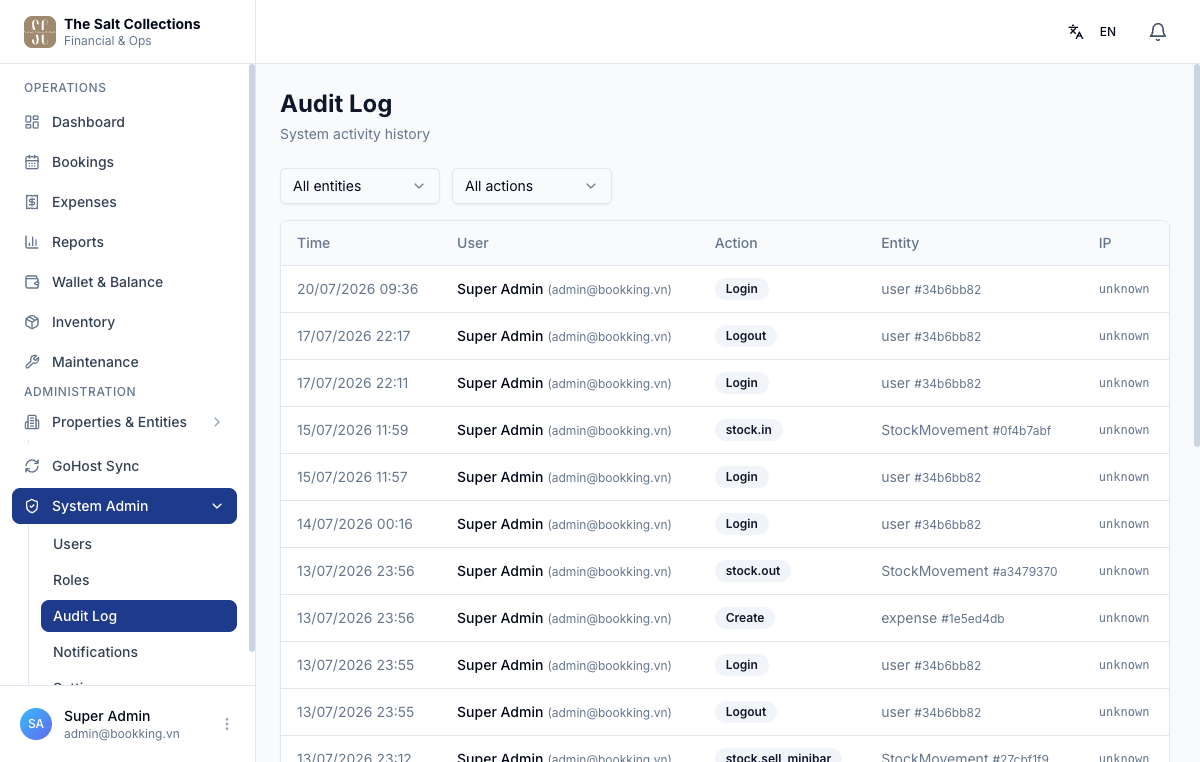 The Salt Collections
Financial & Ops
EN
OPERATIONS
Dashboard
Bookings
Expenses
Reports
Wallet & Balance
Inventory
Maintenance
ADMINISTRATION
Properties & Entities
GoHost Sync
System Admin
Users
Roles
Audit Log
Notifications
SA
Super Admin
admin@bookking.vn
Audit Log
System activity history
All entities
All actions
Time User Action Entity IP
20/07/2026 09:36 Super Admin (admin@bookking.vn) Login user #34b6bb82 unknown
17/07/2026 22:17 Super Admin (admin@bookking.vn) Logout user #34b6bb82 unknown
17/07/2026 22:11 Super Admin (admin@bookking.vn) Login user #34b6bb82 unknown
15/07/2026 11:59 Super Admin (admin@bookking.vn) stock.in StockMovement #0f4b7abf unknown
15/07/2026 11:57 Super Admin (admin@bookking.vn) Login user #34b6bb82 unknown
14/07/2026 00:16 Super Admin (admin@bookking.vn) Login user #34b6bb82 unknown
13/07/2026 23:56 Super Admin (admin@bookking.vn) stock.out StockMovement #a3479370 unknown
13/07/2026 23:56 Super Admin (admin@bookking.vn) Create expense #1e5ed4db unknown
13/07/2026 23:55 Super Admin (admin@bookking.vn) Login user #34b6bb82 unknown
13/07/2026 23:55 Super Admin (admin@bookking.vn) Logout user #34b6bb82 unknown
13/07/2026 23:12 Super Admin (admin@bookking.vn) stock.sell_minibar StockMovement #27cbf1f9 unknown